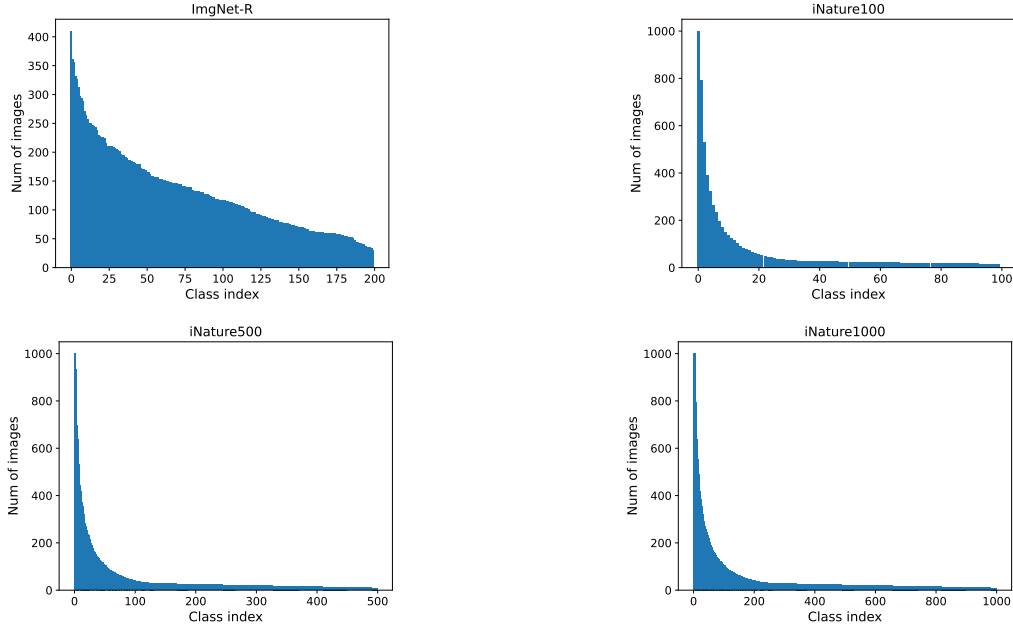 ImgNet-R
Num of images
400
350
300
250
200
150
100
50
0
0 25 50 75 100 125 150 175 200
Class index
iNature100
Num of images
1000
800
600
400
200
0
0 20 40 60 80 100
Class index
iNature500
Num of images
1000
800
600
400
200
0
0 100 200 300 400 500
Class index
iNature1000
Num of images
1000
800
600
400
200
0
0 200 400 600 800 1000
Class index